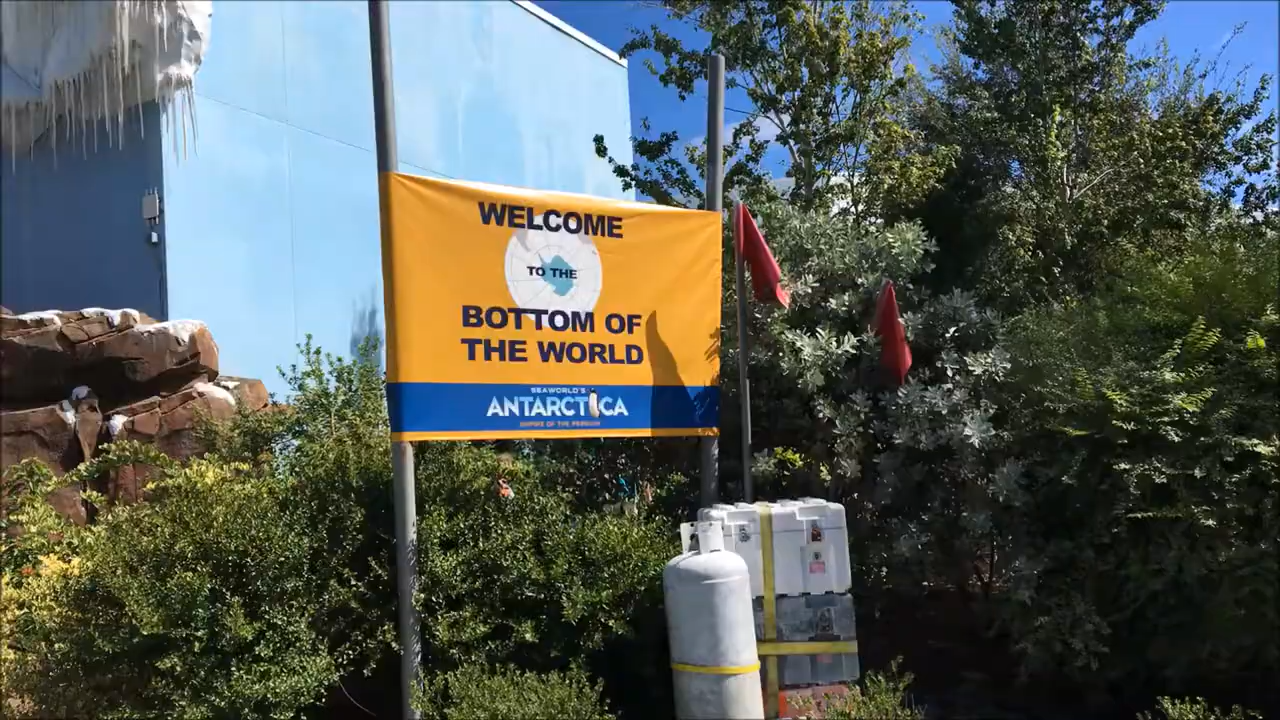 WELCOME
TO THE
BOTTOM OF
THE WORLD
SEAWORLD'S
ANTARCTICA
EMPIRE OF THE PENGUIN